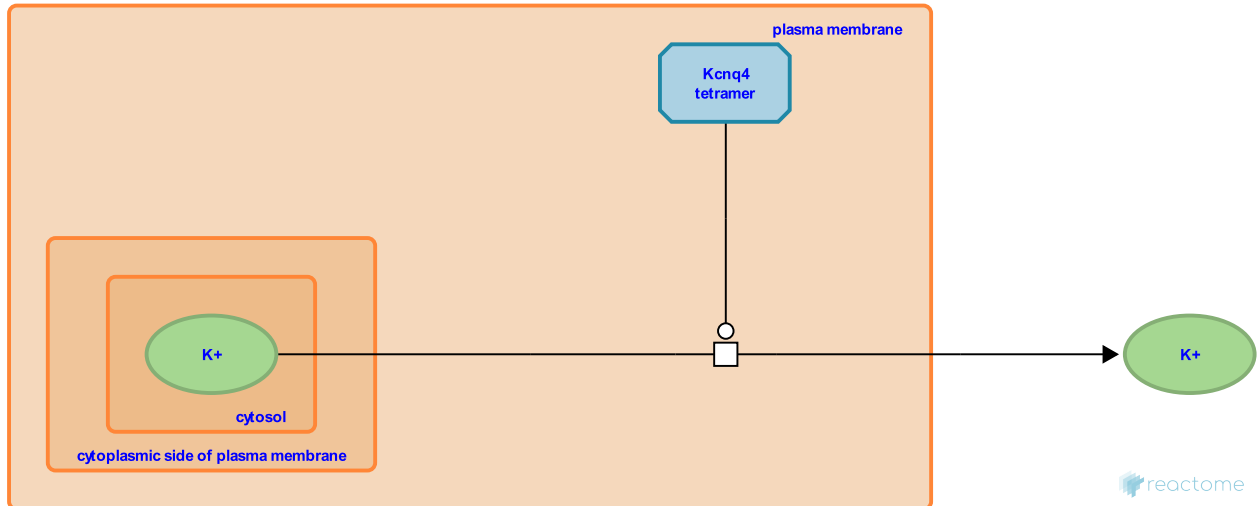 plasma membrane
Kcnq4
tetramer
K+
K+
cytosol
cytoplasmic side of plasma membrane
reactome